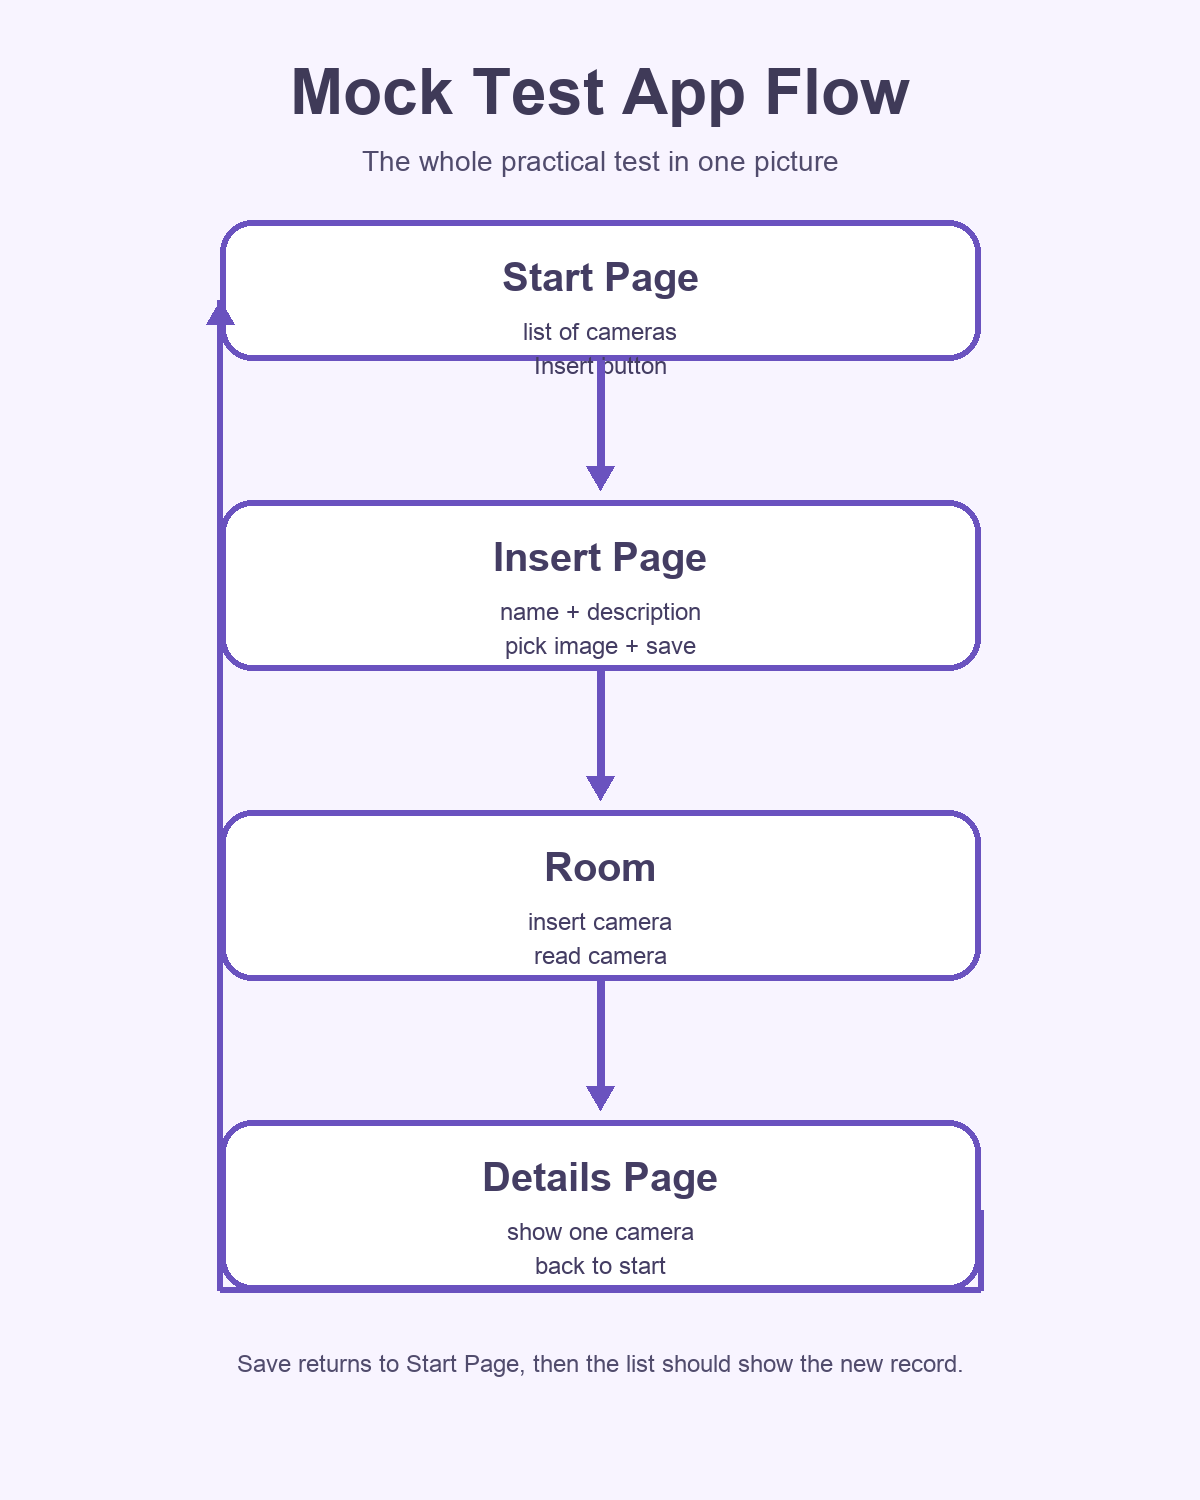 Mock Test App Flow
The whole practical test in one picture
Start Page
list of cameras
Insert button
Insert Page
name + description
pick image + save
Room
insert camera
read camera
Details Page
show one camera
back to start
Save returns to Start Page, then the list should show the new record.